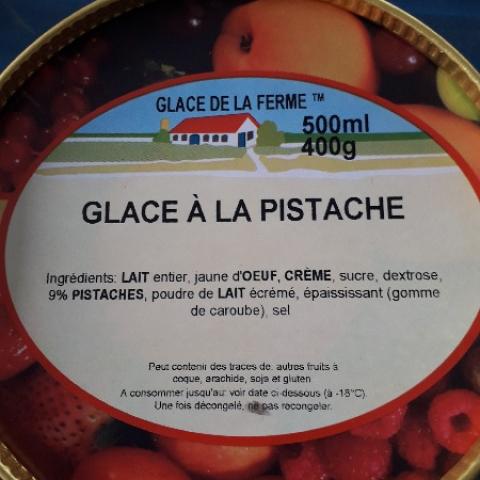 GLACE DE LA FERME ™
500ml
400g
GLACE À LA PISTACHE
Ingrédients: LAIT entier, jaune d'OEUF, CRÈME, sucre, dextrose,
9% PISTACHES, poudre de LAIT écrémé, épaississant (gomme
de caroube), sel
Peut contenir des traces de: autres fruits à
coque, arachide, soja et gluten
A consommer jusqu'au: voir date ci-dessous (à -18°C).
Une fois décongelé, ne pas recongeler.